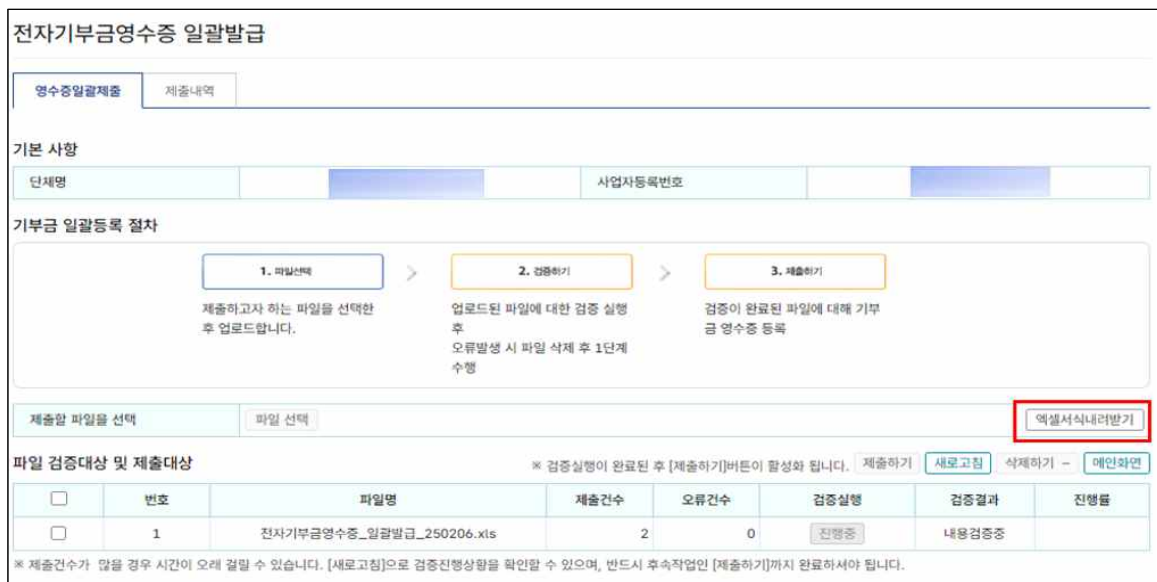 전자기부금영수증 일괄발급
영수증일괄제출 제출내역
기본 사항
단체명 사업자등록번호
기부금 일괄등록 절차
1. 파일선택 > 2. 검증하기 > 3. 제출하기
제출하고자 하는 파일을 선택한
후 업로드합니다.
업로드된 파일에 대한 검증 실행
후
오류발생 시 파일 삭제 후 1단계
수행
검증이 완료된 파일에 대해 기부
금 영수증 등록
제출할 파일을 선택 파일 선택 엑셀서식내려받기
파일 검증대상 및 제출대상 ※ 검증실행이 완료된 후 [제출하기]버튼이 활성화 됩니다. 제출하기 새로고침 삭제하기 - 메인화면
번호 파일명 제출건수 오류건수 검증실행 검증결과 진행률
1 전자기부금영수증_일괄발급_250206.xls 2 0 진행중 내용검증중
※ 제출건수가 많을 경우 시간이 오래 걸릴 수 있습니다. [새로고침]으로 검증진행상황을 확인할 수 있으며, 반드시 후속작업인 [제출하기]까지 완료하셔야 됩니다.